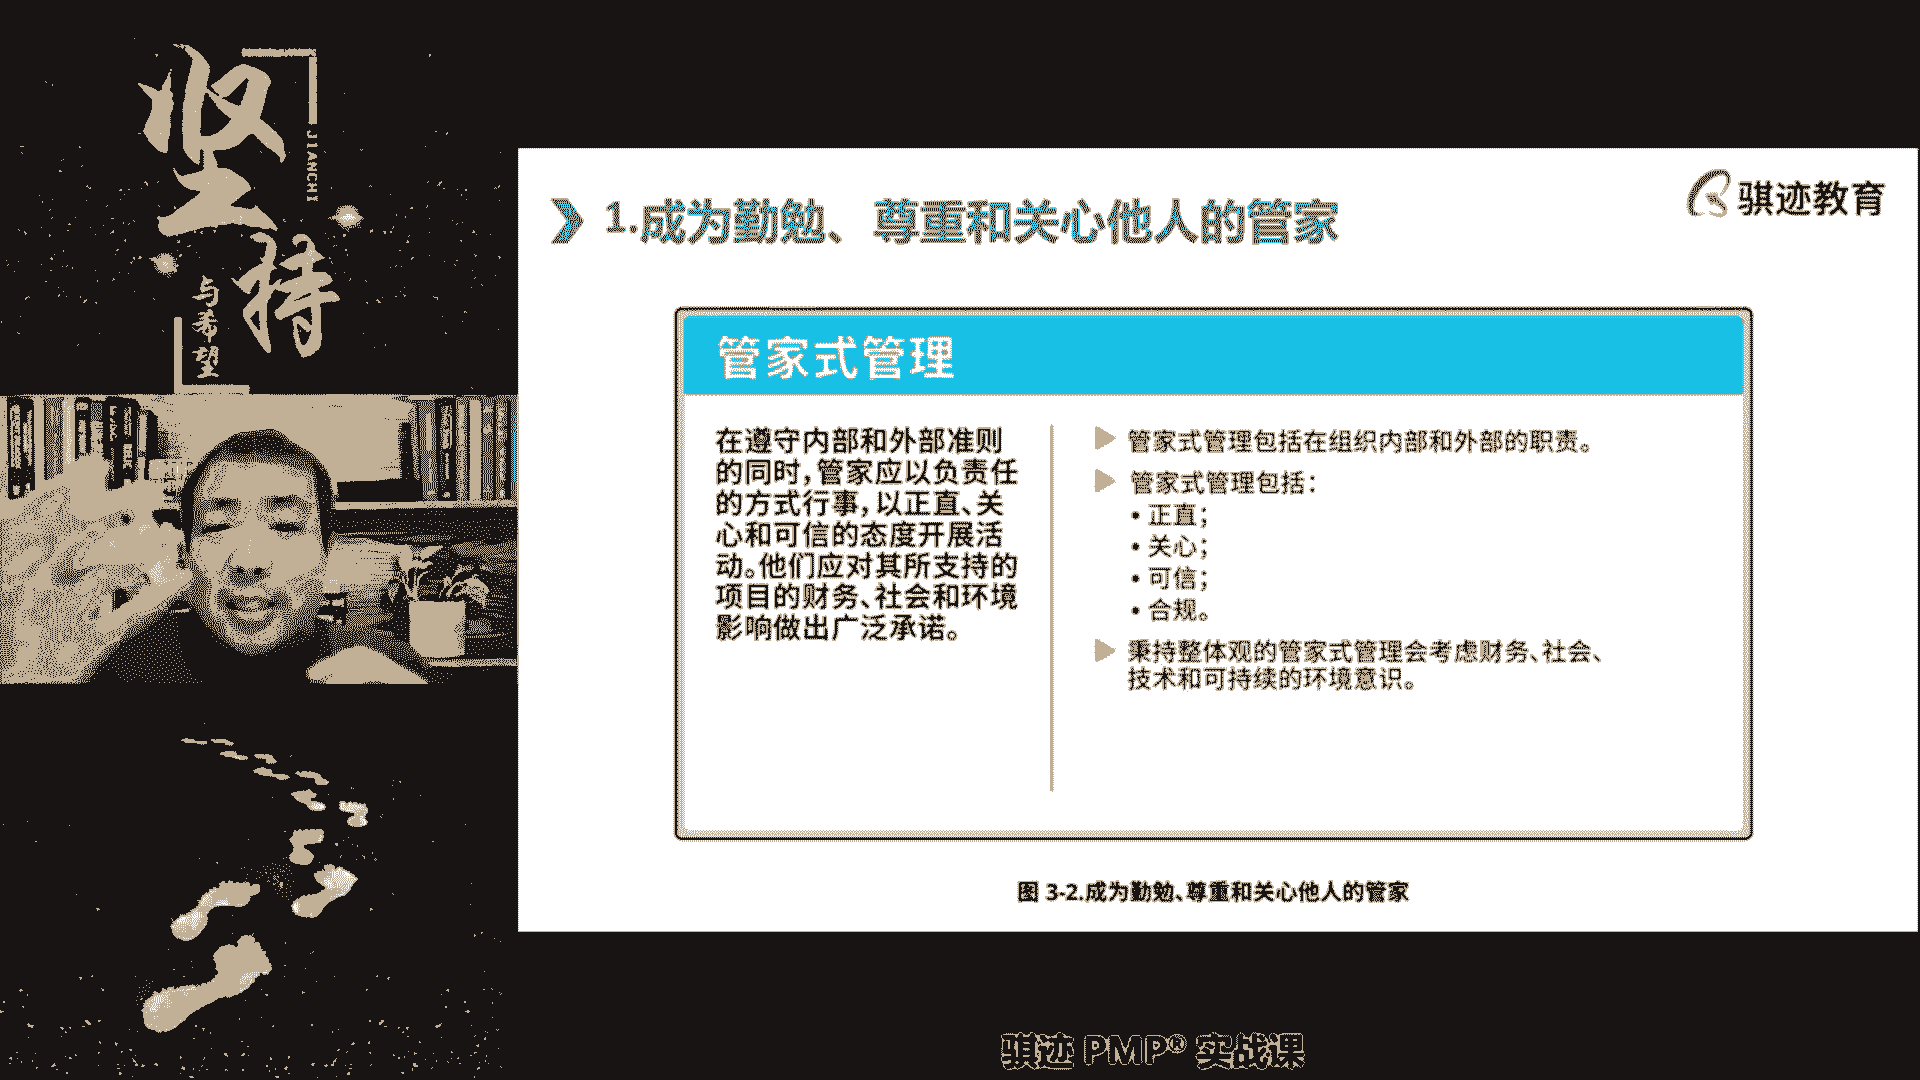 坚持
JIANCHI
与希望
1.成为勤勉、尊重和关心他人的管家
骐迹教育
管家式管理
在遵守内部和外部准则
的同时,管家应以负责任
的方式行事,以正直、关
心和可信的态度开展活
动。他们应对其所支持的
项目的财务、社会和环境
影响做出广泛承诺。
管家式管理包括在组织内部和外部的职责。
管家式管理包括:
• 正直;
• 关心;
• 可信;
• 合规。
秉持整体观的管家式管理会考虑财务、社会、
技术和可持续的环境意识。
图 3-2.成为勤勉、尊重和关心他人的管家
骐迹 PMP® 实战课